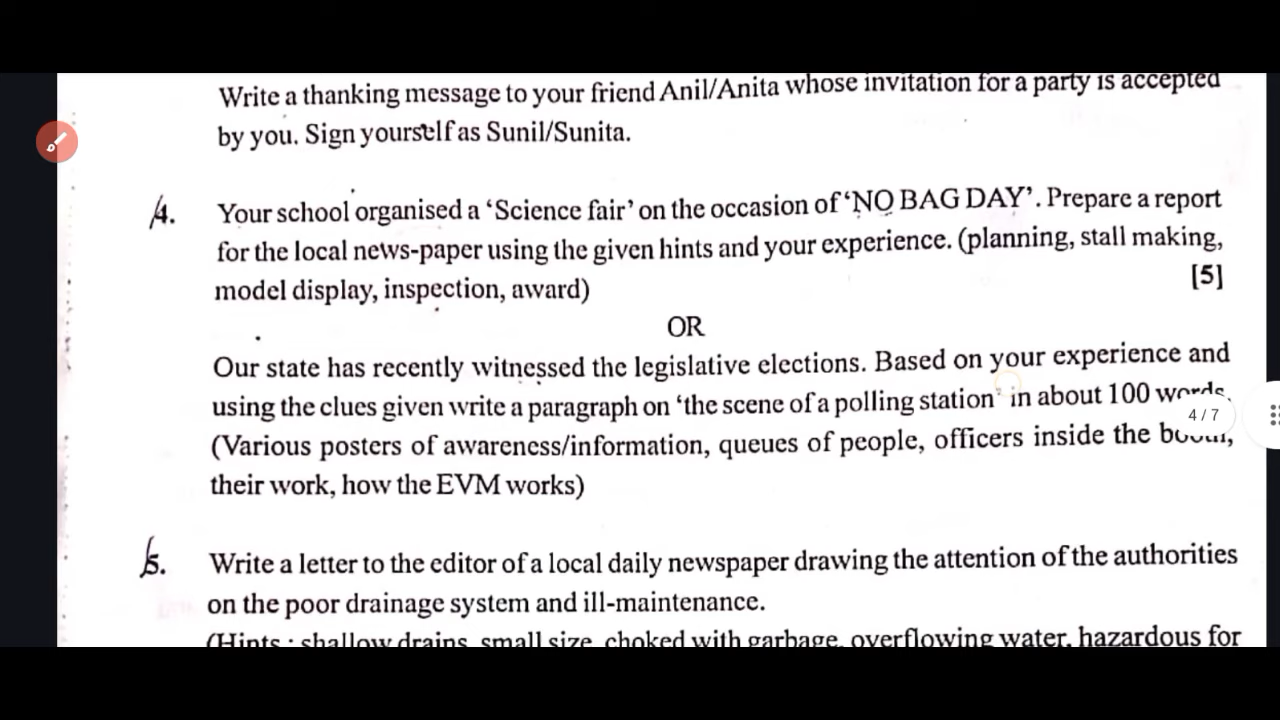 Write a thanking message to your friend Anil/Anita whose invitation for a party is accepted
by you. Sign yourself as Sunil/Sunita.
4. Your school organised a ‘Science fair’ on the occasion of ‘NO BAG DAY’. Prepare a report
for the local news-paper using the given hints and your experience. (planning, stall making,
model display, inspection, award) [5]
OR
Our state has recently witnessed the legislative elections. Based on your experience and
using the clues given write a paragraph on ‘the scene of a polling station’ in about 100 words.
4 / 7
(Various posters of awareness/information, queues of people, officers inside the
their work, how the EVM works)
5. Write a letter to the editor of a local daily newspaper drawing the attention of the authorities
on the poor drainage system and ill-maintenance.
(Hints : shallow drains, small size, choked with garbage, overflowing water, hazardous for